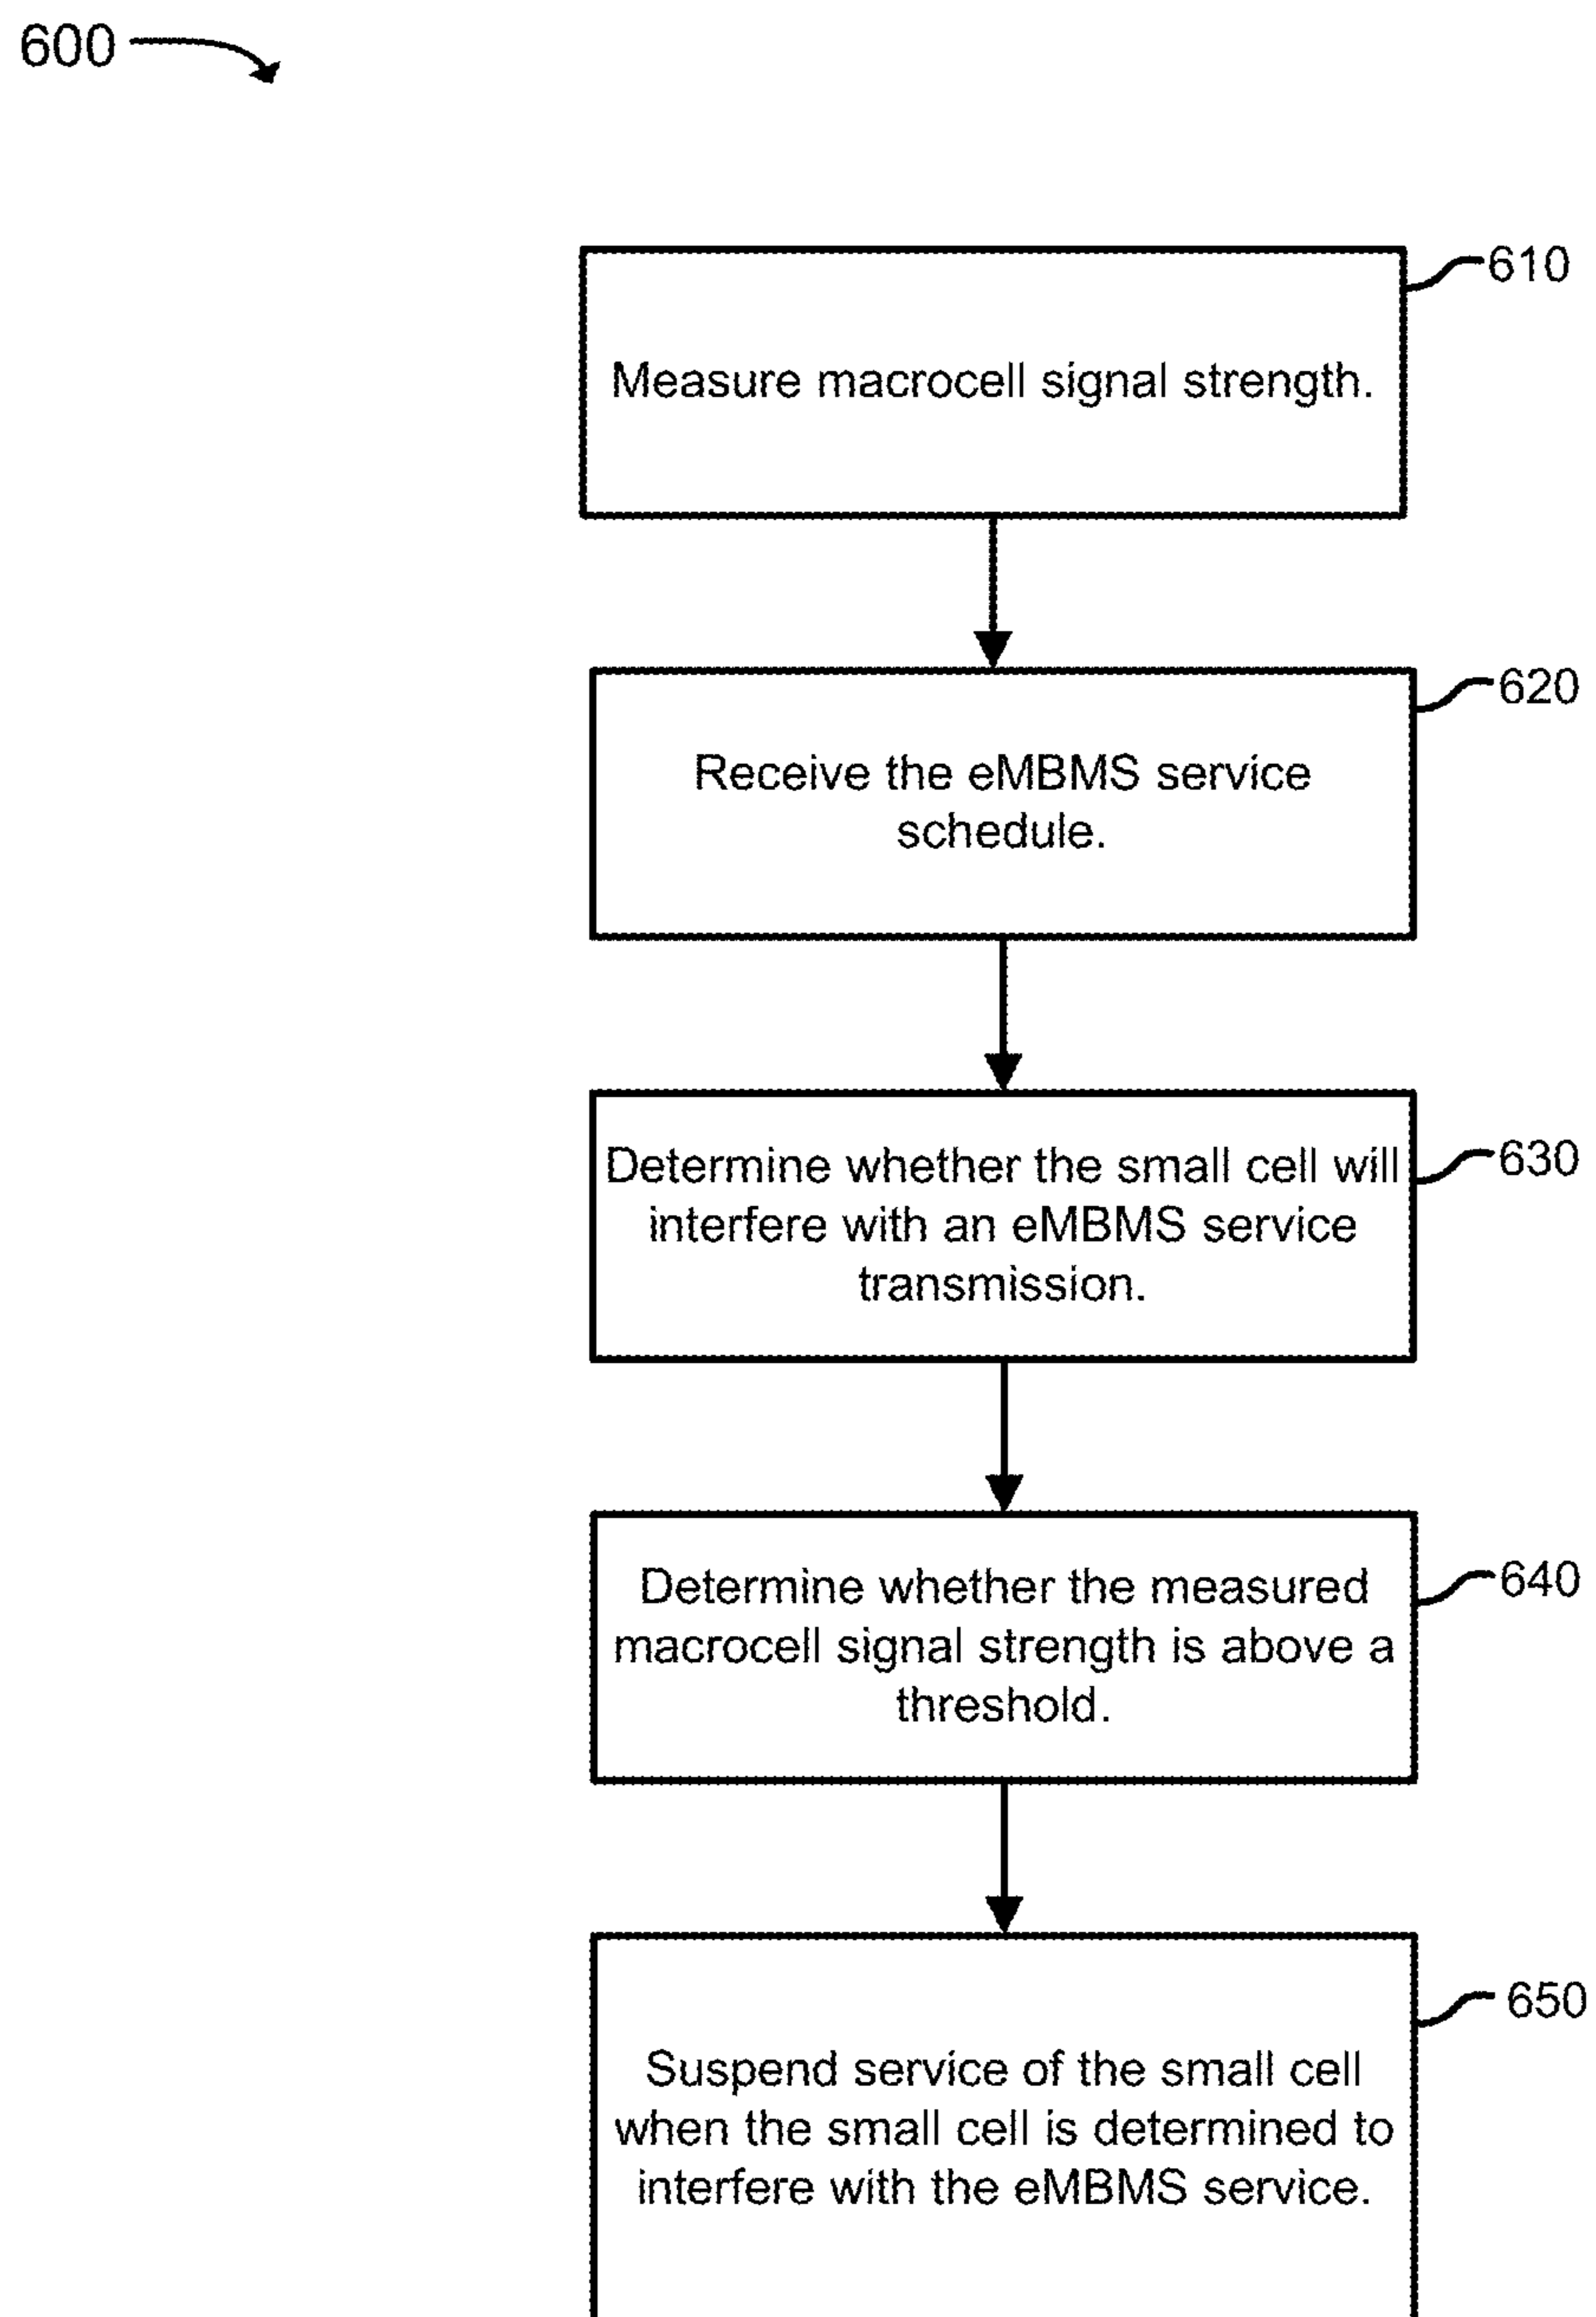 600
610
Measure macrocell signal strength.
620
Receive the eMBMS service
schedule.
630
Determine whether the small cell will
interfere with an eMBMS service
transmission.
640
Determine whether the measured
macrocell signal strength is above a
threshold.
650
Suspend service of the small cell
when the small cell is determined to
interfere with the eMBMS service.